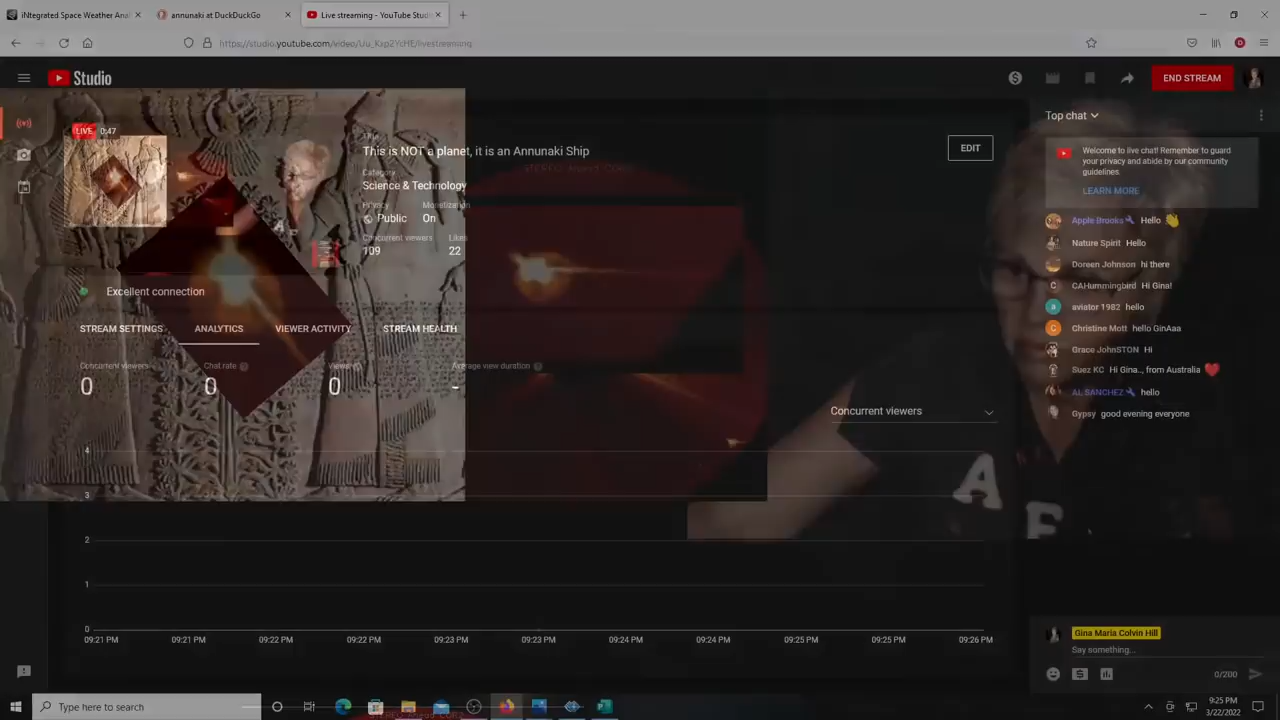 iNtegrated Space Weather Anal
annunaki at DuckDuckGo
Live streaming - YouTube Studi
https://studio.youtube.com/video/Uu_Kzp2YcHE/livestreaming
Studio
END STREAM
LIVE 0:47
Title
This is NOT a planet, it is an Annunaki Ship
EDIT
Category
Science & Technology
Privacy Monetization
Public On
Concurrent viewers Likes
109 22
Excellent connection
STREAM SETTINGS ANALYTICS VIEWER ACTIVITY STREAM HEALTH
Concurrent viewers Chat rate Views Average view duration
0 0 0 -
Concurrent viewers
4
3
2
1
0
09:21 PM 09:21 PM 09:22 PM 09:22 PM 09:23 PM 09:23 PM 09:24 PM 09:24 PM 09:25 PM 09:25 PM 09:26 PM
Top chat
Welcome to live chat! Remember to guard
your privacy and abide by our community
guidelines.
LEARN MORE
Apple Brooks Hello
Nature Spirit Hello
Doreen Johnson hi there
CAHummingbird Hi Gina!
aviator 1982 hello
Christine Mott hello GinAaa
Grace JohnSTON Hi
Suez KC Hi Gina.., from Australia
AL SANCHEZ hello
Gypsy good evening everyone
A
Gina Maria Colvin Hill
Say something...
0/200
Type here to search
9:25 PM
3/22/2022